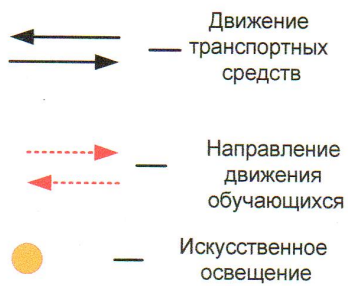 Движение
транспортных
средств
Направление
движения
обучающихся
Искусственное
освещение